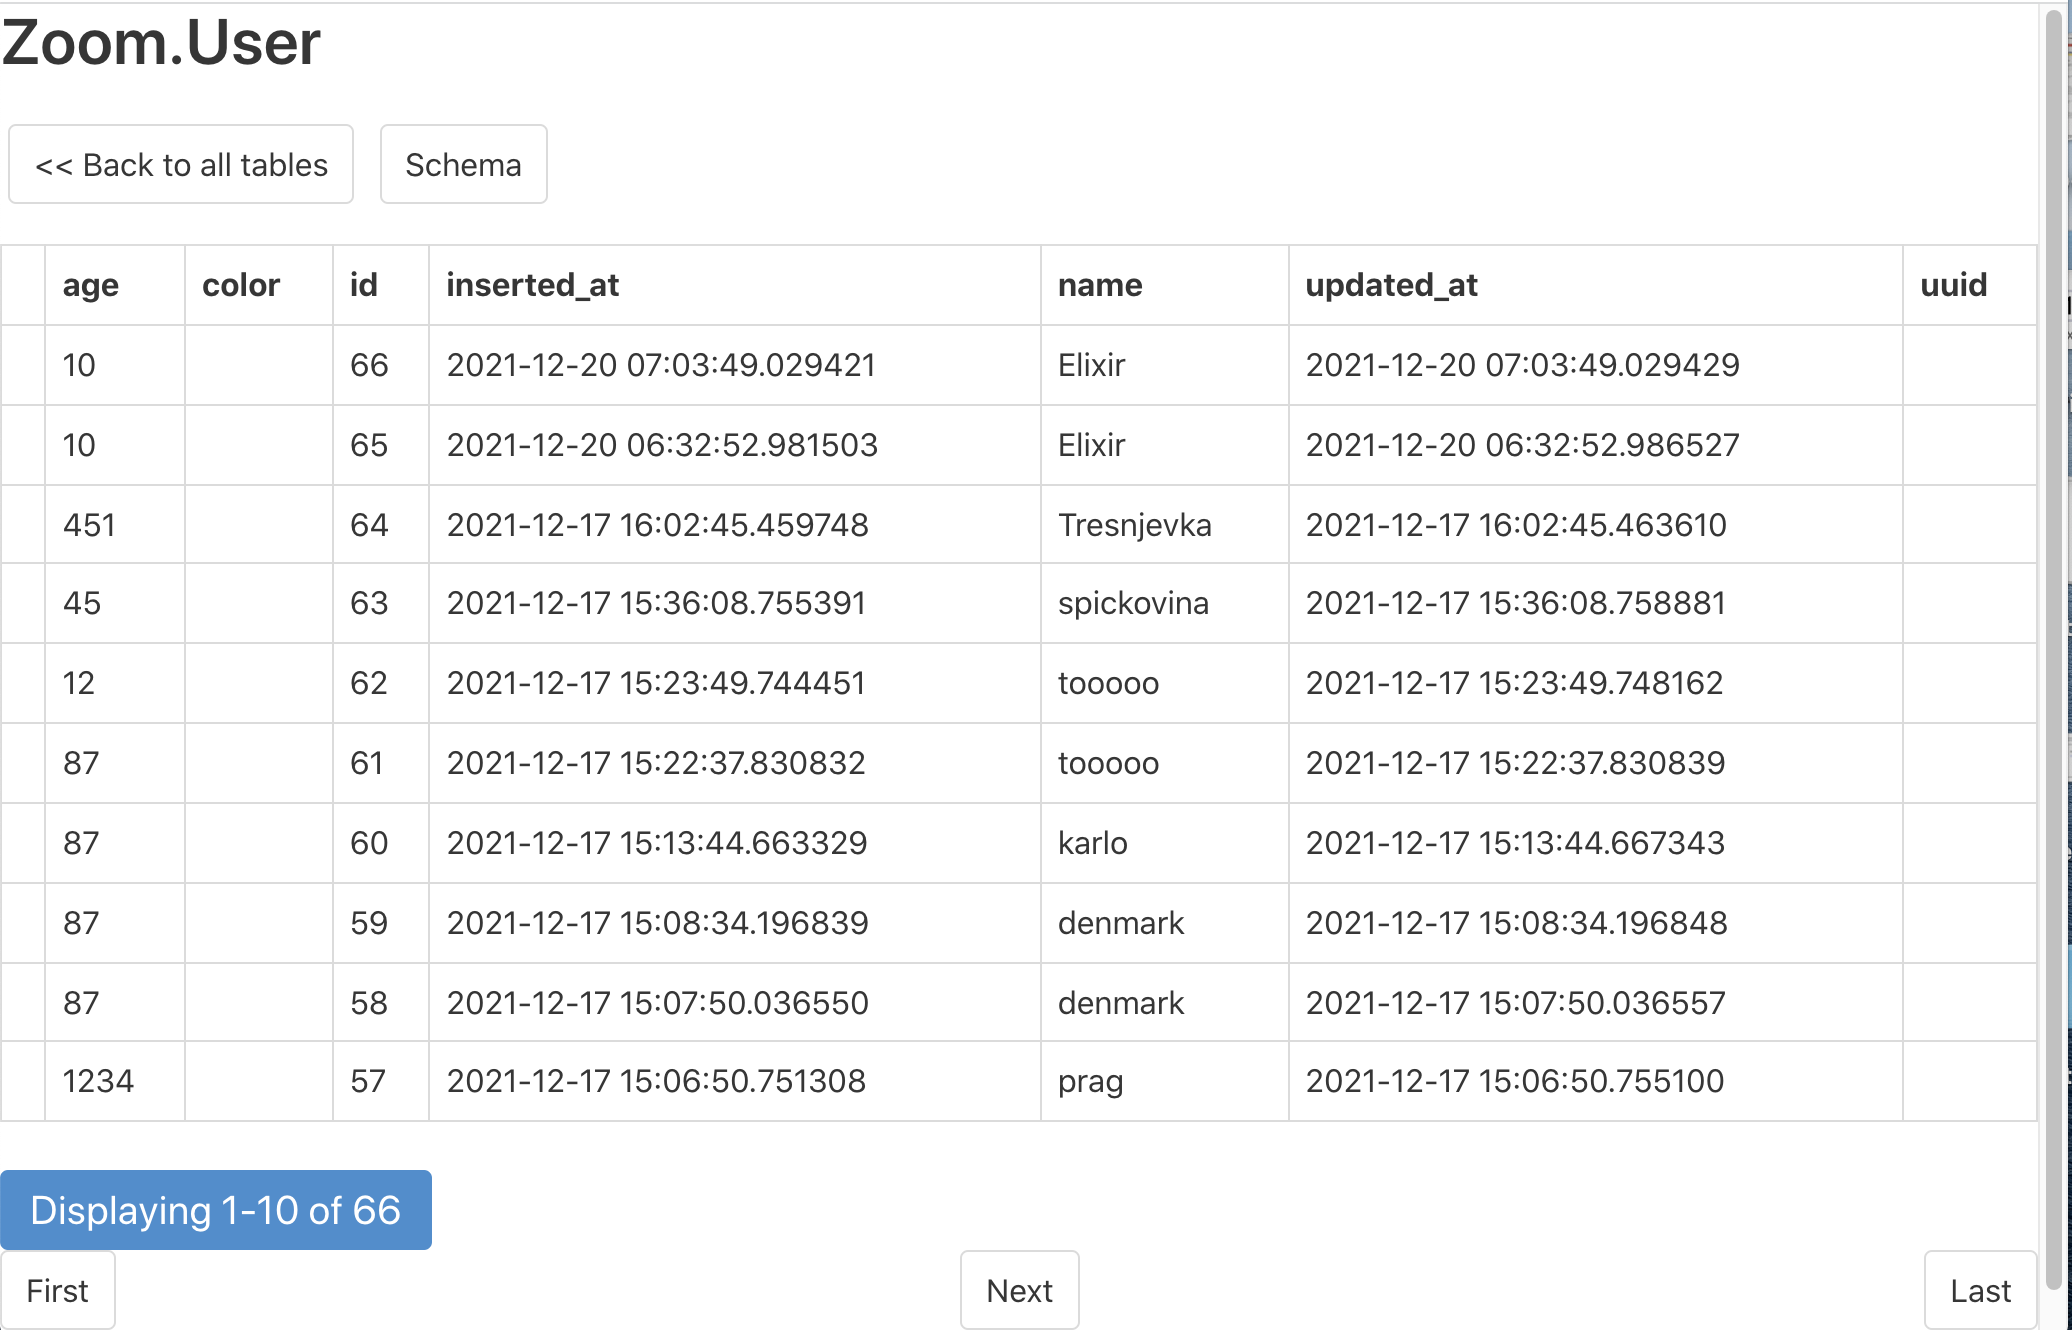 Zoom.User
<< Back to all tables Schema
age color id inserted_at name updated_at uuid
10 66 2021-12-20 07:03:49.029421 Elixir 2021-12-20 07:03:49.029429
10 65 2021-12-20 06:32:52.981503 Elixir 2021-12-20 06:32:52.986527
451 64 2021-12-17 16:02:45.459748 Tresnjevka 2021-12-17 16:02:45.463610
45 63 2021-12-17 15:36:08.755391 spickovina 2021-12-17 15:36:08.758881
12 62 2021-12-17 15:23:49.744451 tooooo 2021-12-17 15:23:49.748162
87 61 2021-12-17 15:22:37.830832 tooooo 2021-12-17 15:22:37.830839
87 60 2021-12-17 15:13:44.663329 karlo 2021-12-17 15:13:44.667343
87 59 2021-12-17 15:08:34.196839 denmark 2021-12-17 15:08:34.196848
87 58 2021-12-17 15:07:50.036550 denmark 2021-12-17 15:07:50.036557
1234 57 2021-12-17 15:06:50.751308 prag 2021-12-17 15:06:50.755100
Displaying 1-10 of 66
First Next Last